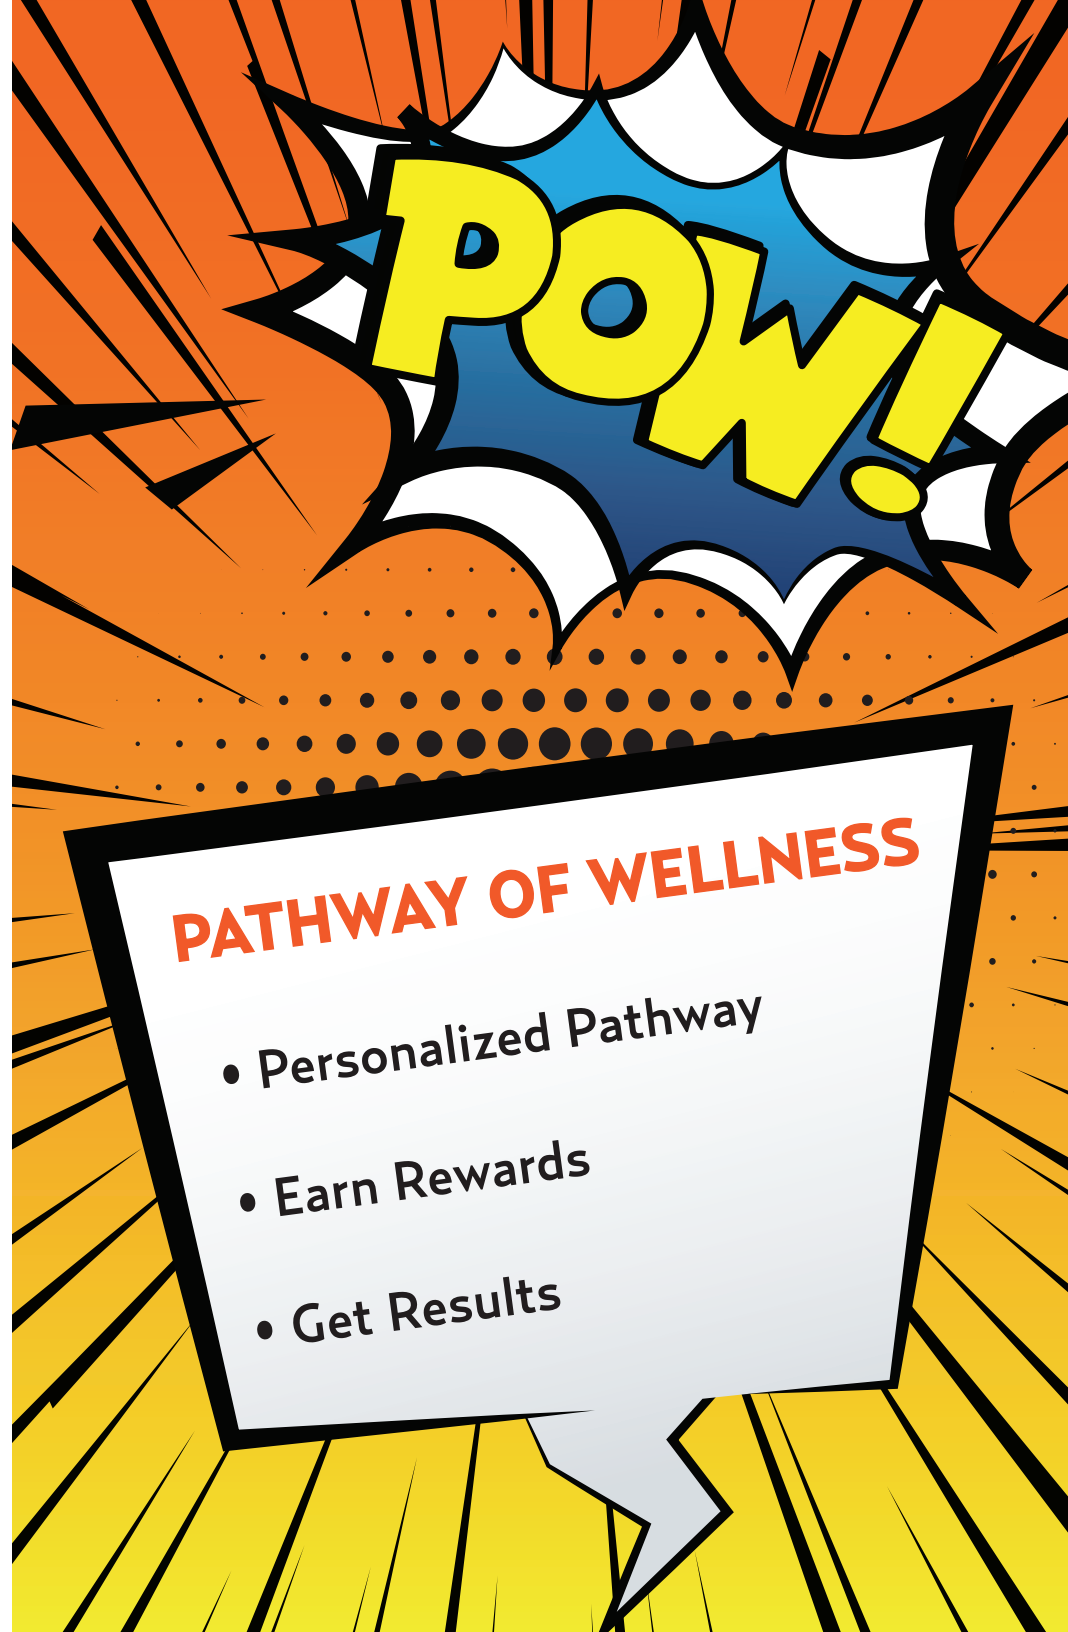 POW!
PATHWAY OF WELLNESS
• Personalized Pathway
• Earn Rewards
• Get Results